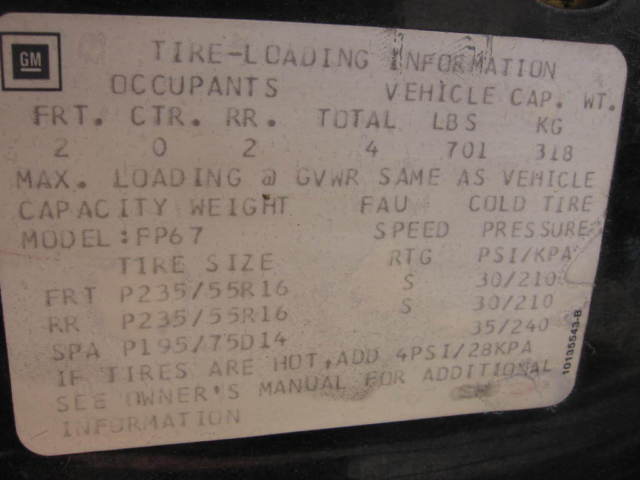 GM
TIRE-LOADING INFORMATION
OCCUPANTS VEHICLE CAP. WT.
FRT. CTR. RR. TOTAL LBS KG
2 0 2 4 701 318
MAX. LOADING @ GVWR SAME AS VEHICLE
CAPACITY WEIGHT FAU COLD TIRE
MODEL:FP67 SPEED PRESSURE
TIRE SIZE RTG PSI/KPA
FRT P235/55R16 S 30/210
RR P235/55R16 S 30/210
SPA P195/75D14 35/240
IF TIRES ARE HOT,ADD 4PSI/28KPA
SEE OWNER'S MANUAL FOR ADDITIONAL
INFORMATION
10135543-B